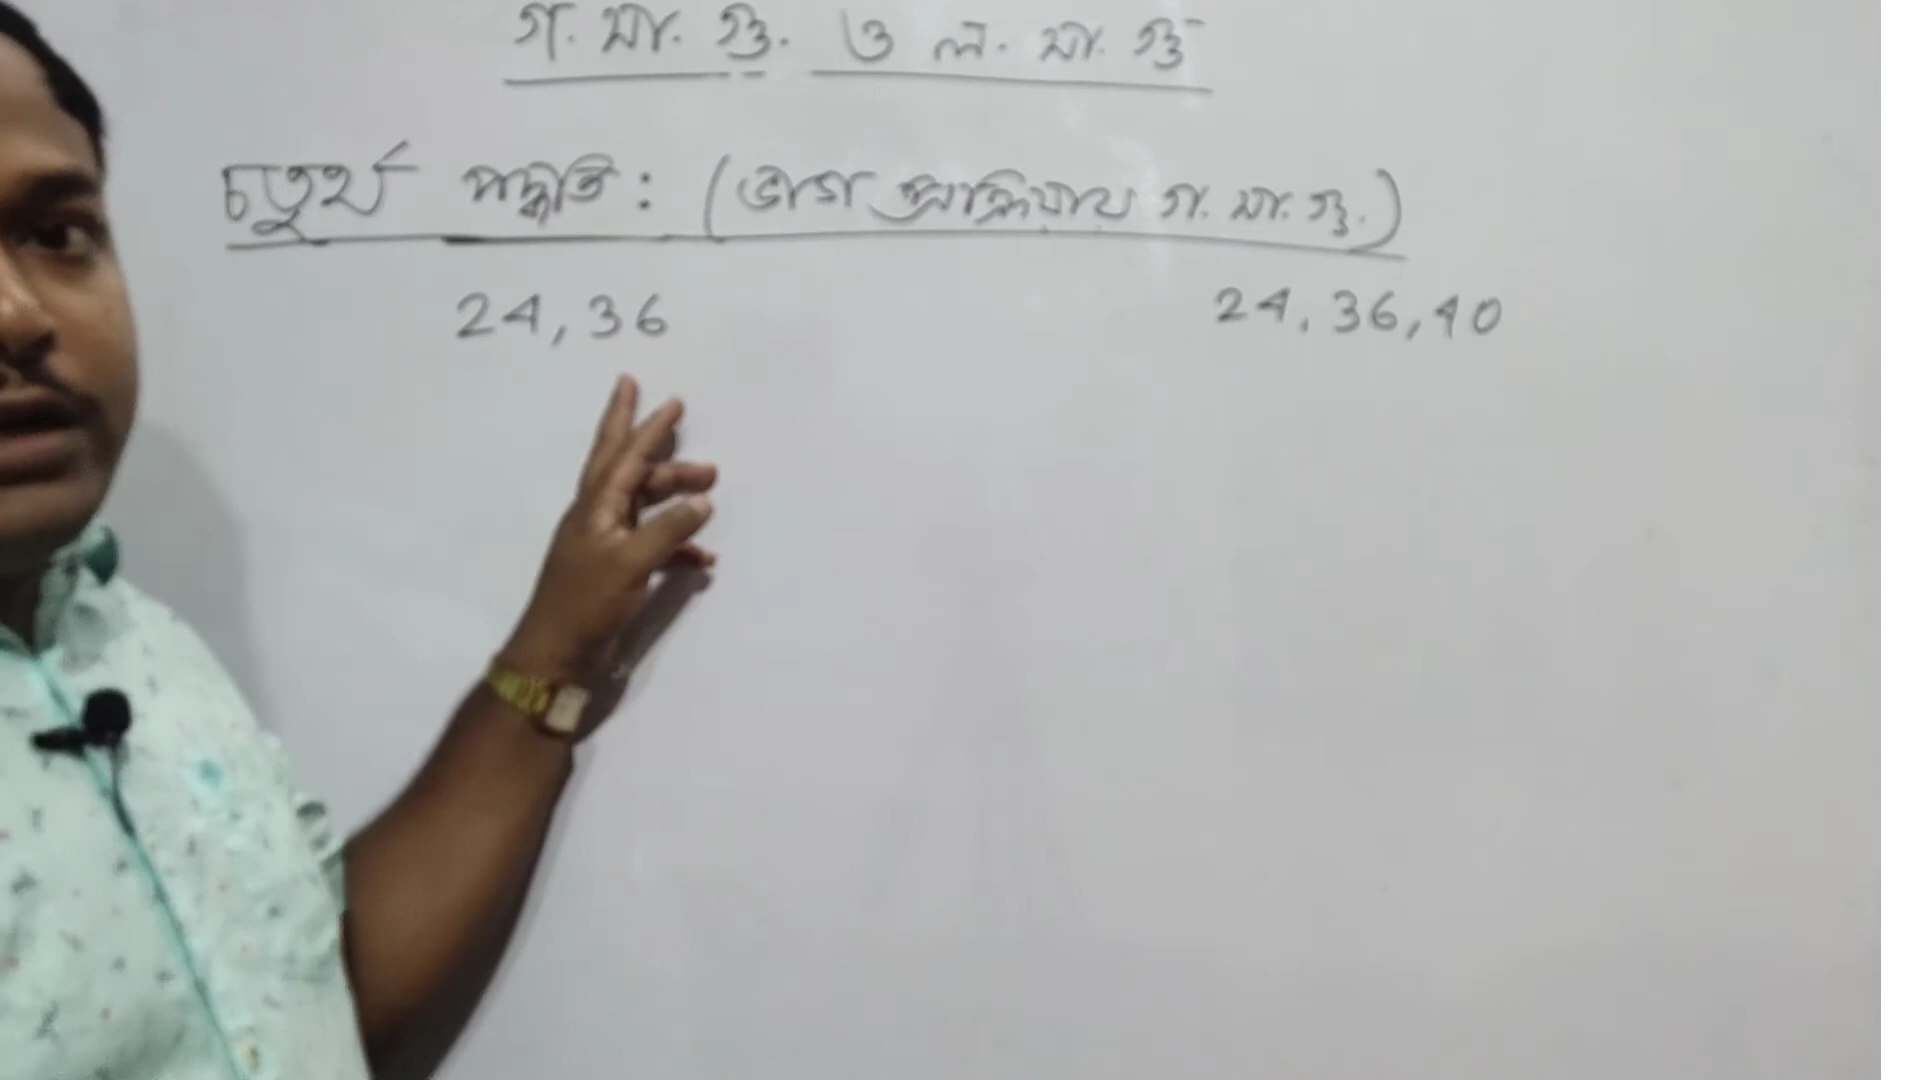 গ. সা. গু. ও ল. সা. গু
চতুর্থ পদ্ধতি : (ভাগ প্রক্রিয়ায় গ. সা. গু.)
24, 36
24, 36, 40